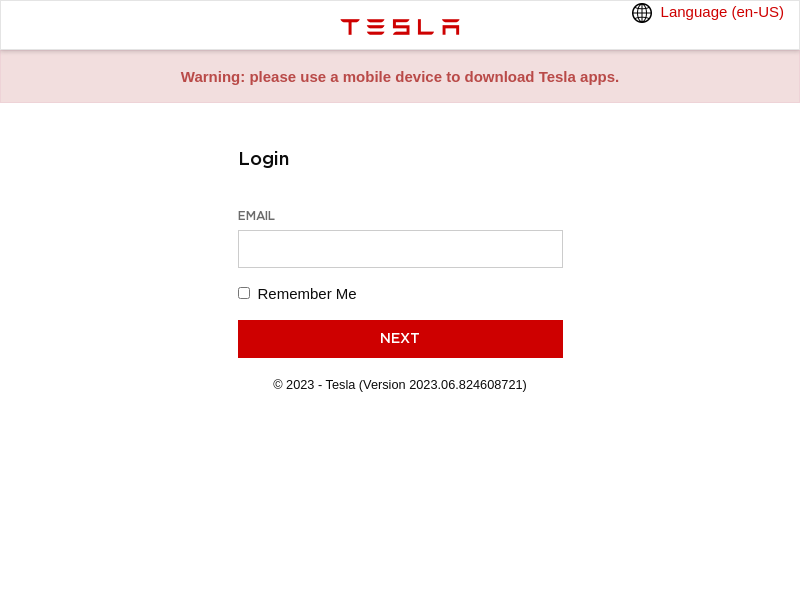 TESLA
Language (en-US)
Warning: please use a mobile device to download Tesla apps.
Login
EMAIL
Remember Me
NEXT
© 2023 - Tesla (Version 2023.06.824608721)